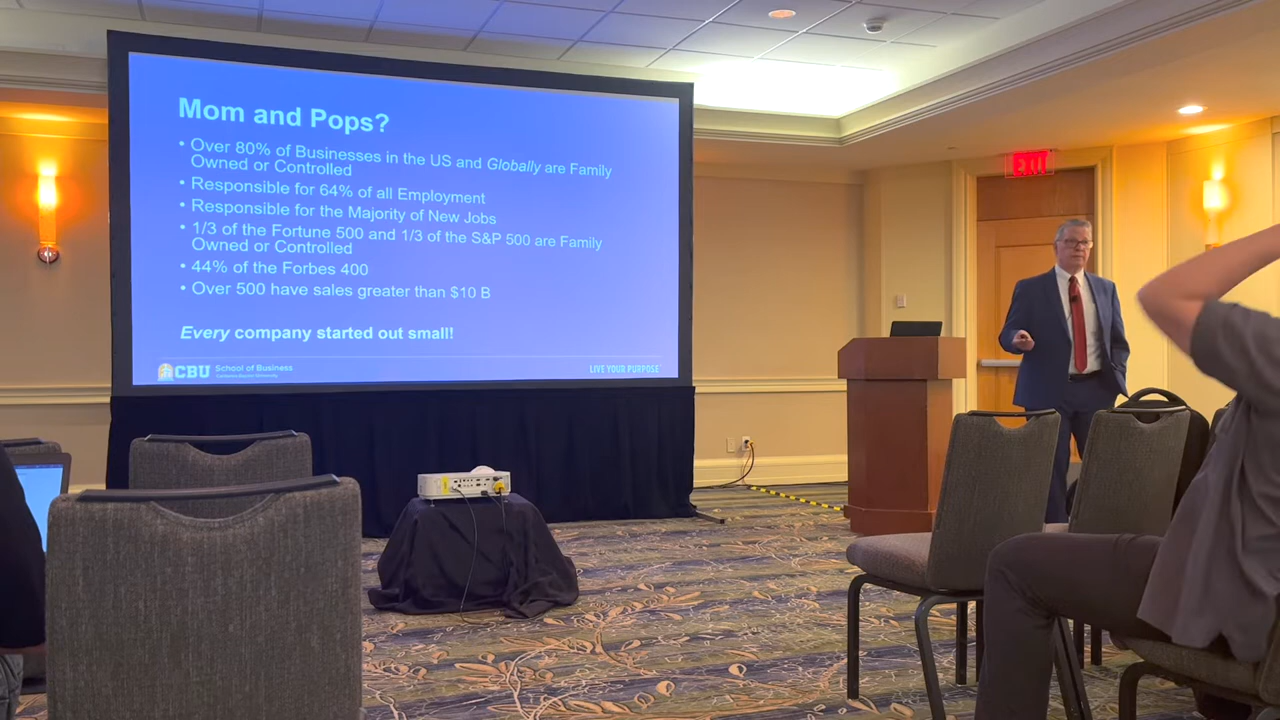 Mom and Pops?
• Over 80% of Businesses in the US and Globally are Family
Owned or Controlled
• Responsible for 64% of all Employment
• Responsible for the Majority of New Jobs
• 1/3 of the Fortune 500 and 1/3 of the S&P 500 are Family
Owned or Controlled
• 44% of the Forbes 400
• Over 500 have sales greater than $10 B
Every company started out small!
CBU School of Business
California Baptist University
LIVE YOUR PURPOSE
EXIT